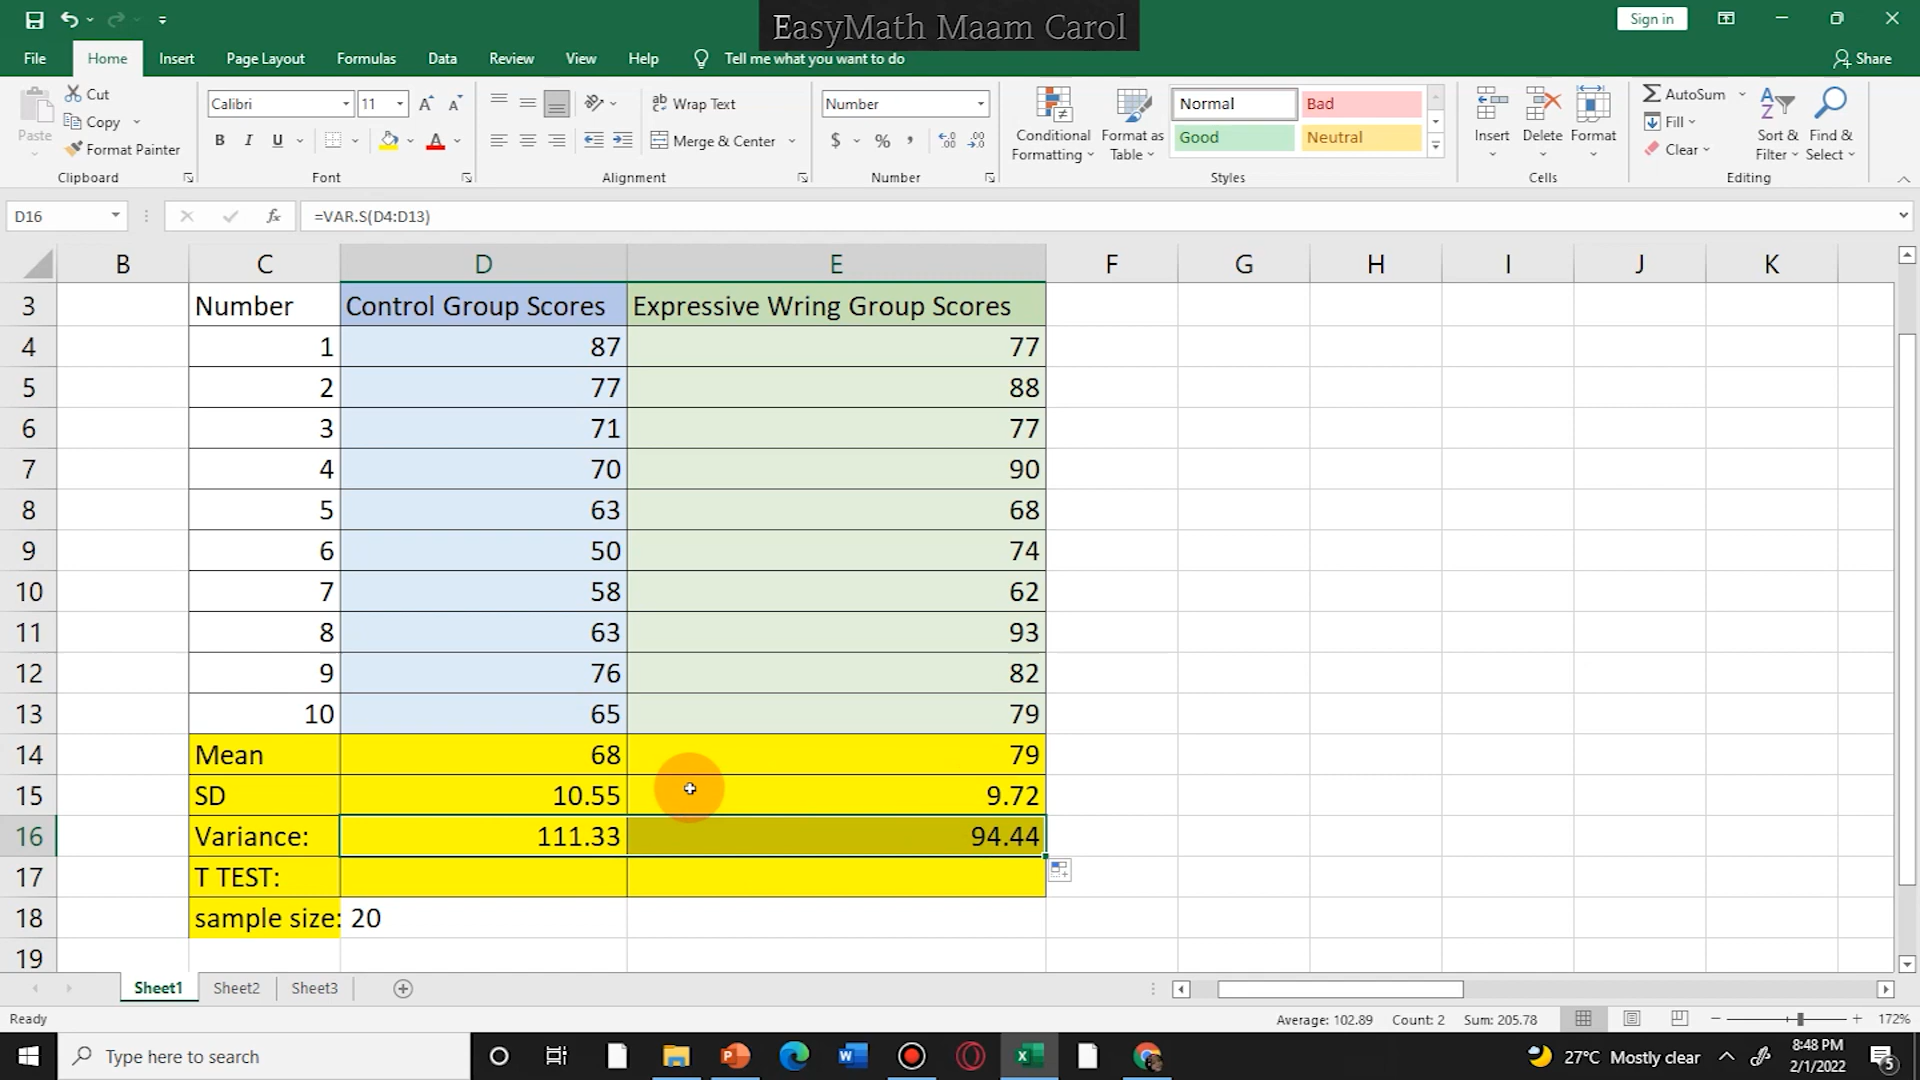 EasyMath Maam Carol
Sign in
File Home Insert Page Layout Formulas Data Review View Help Tell me what you want to do Share
Paste
Cut
Copy
Format Painter
Clipboard
Calibri 11
B I U
Font
Wrap Text
Merge & Center
Alignment
Number
$ % ,
Number
Conditional Formatting
Format as Table
Normal Bad
Good Neutral
Styles
Insert Delete Format
Cells
AutoSum
Fill
Clear
Sort & Filter
Find & Select
Editing
D16 fx =VAR.S(D4:D13)
B C D E F G H I J K
3 Number Control Group Scores Expressive Wring Group Scores
4 1 87 77
5 2 77 88
6 3 71 77
7 4 70 90
8 5 63 68
9 6 50 74
10 7 58 62
11 8 63 93
12 9 76 82
13 10 65 79
14 Mean 68 79
15 SD 10.55 9.72
16 Variance: 111.33 94.44
17 T TEST:
18 sample size: 20
19
Sheet1 Sheet2 Sheet3
Ready Average: 102.89 Count: 2 Sum: 205.78 172%
Type here to search
27°C Mostly clear
8:48 PM
2/1/2022
5